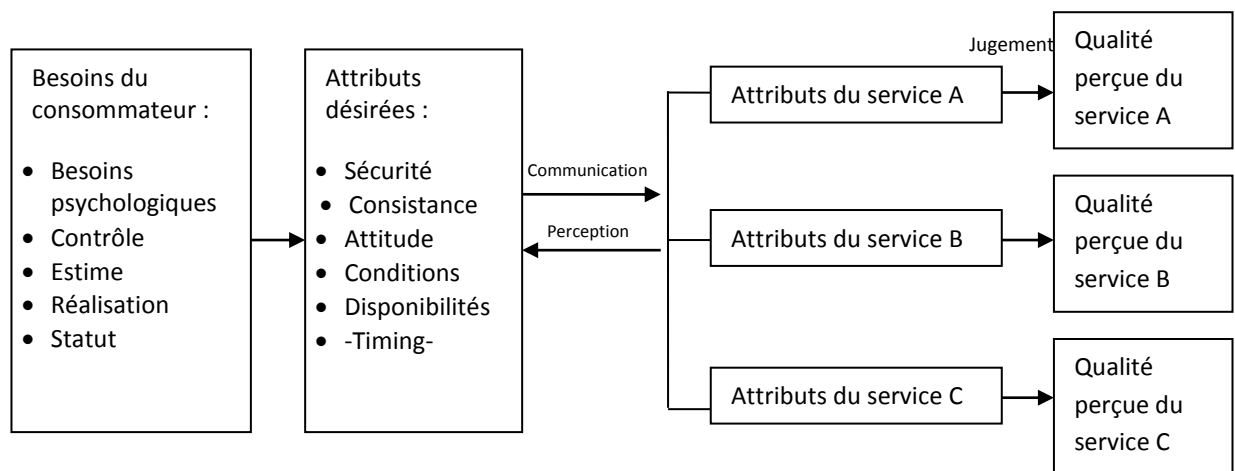 Besoins du
consommateur :
• Besoins
psychologiques
• Contrôle
• Estime
• Réalisation
• Statut
Attributs
désirées :
• Sécurité
• Consistance
• Attitude
• Conditions
• Disponibilités
• -Timing-
Communication
Perception
Attributs du service A
Jugement
Qualité
perçue du
service A
Attributs du service B
Qualité
perçue du
service B
Attributs du service C
Qualité
perçue du
service C